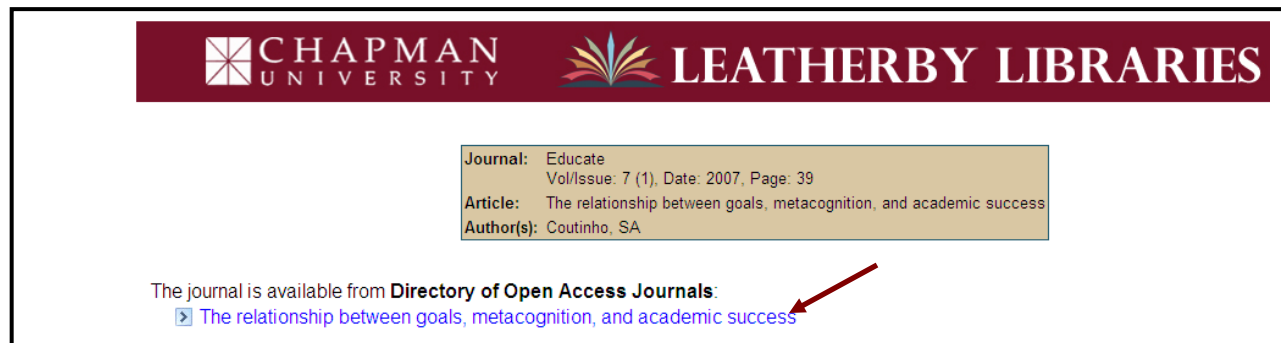 CHAPMAN
UNIVERSITY
LEATHERBY LIBRARIES
Journal: Educate
Vol/Issue: 7 (1), Date: 2007, Page: 39
Article: The relationship between goals, metacognition, and academic success
Author(s): Coutinho, SA
The journal is available from Directory of Open Access Journals:
The relationship between goals, metacognition, and academic success